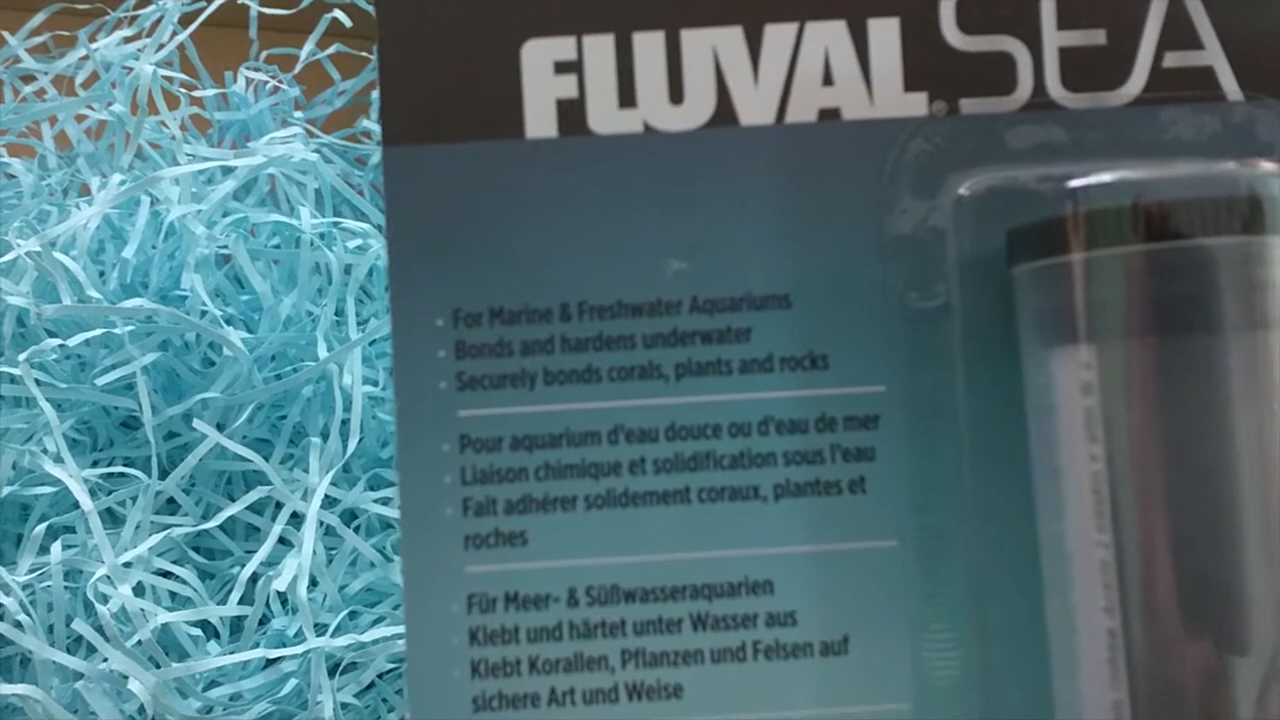 FLUVAL SEA
For Marine & Freshwater Aquariums
Bonds and hardens underwater
Securely bonds corals, plants and rocks
Pour aquarium d'eau douce ou d'eau de mer
Liaison chimique et solidification sous l'eau
Fait adhérer solidement coraux, plantes et
roches
Für Meer- & Süßwasseraquarien
Klebt und härtet unter Wasser aus
Klebt Korallen, Pflanzen und Felsen auf
sichere Art und Weise